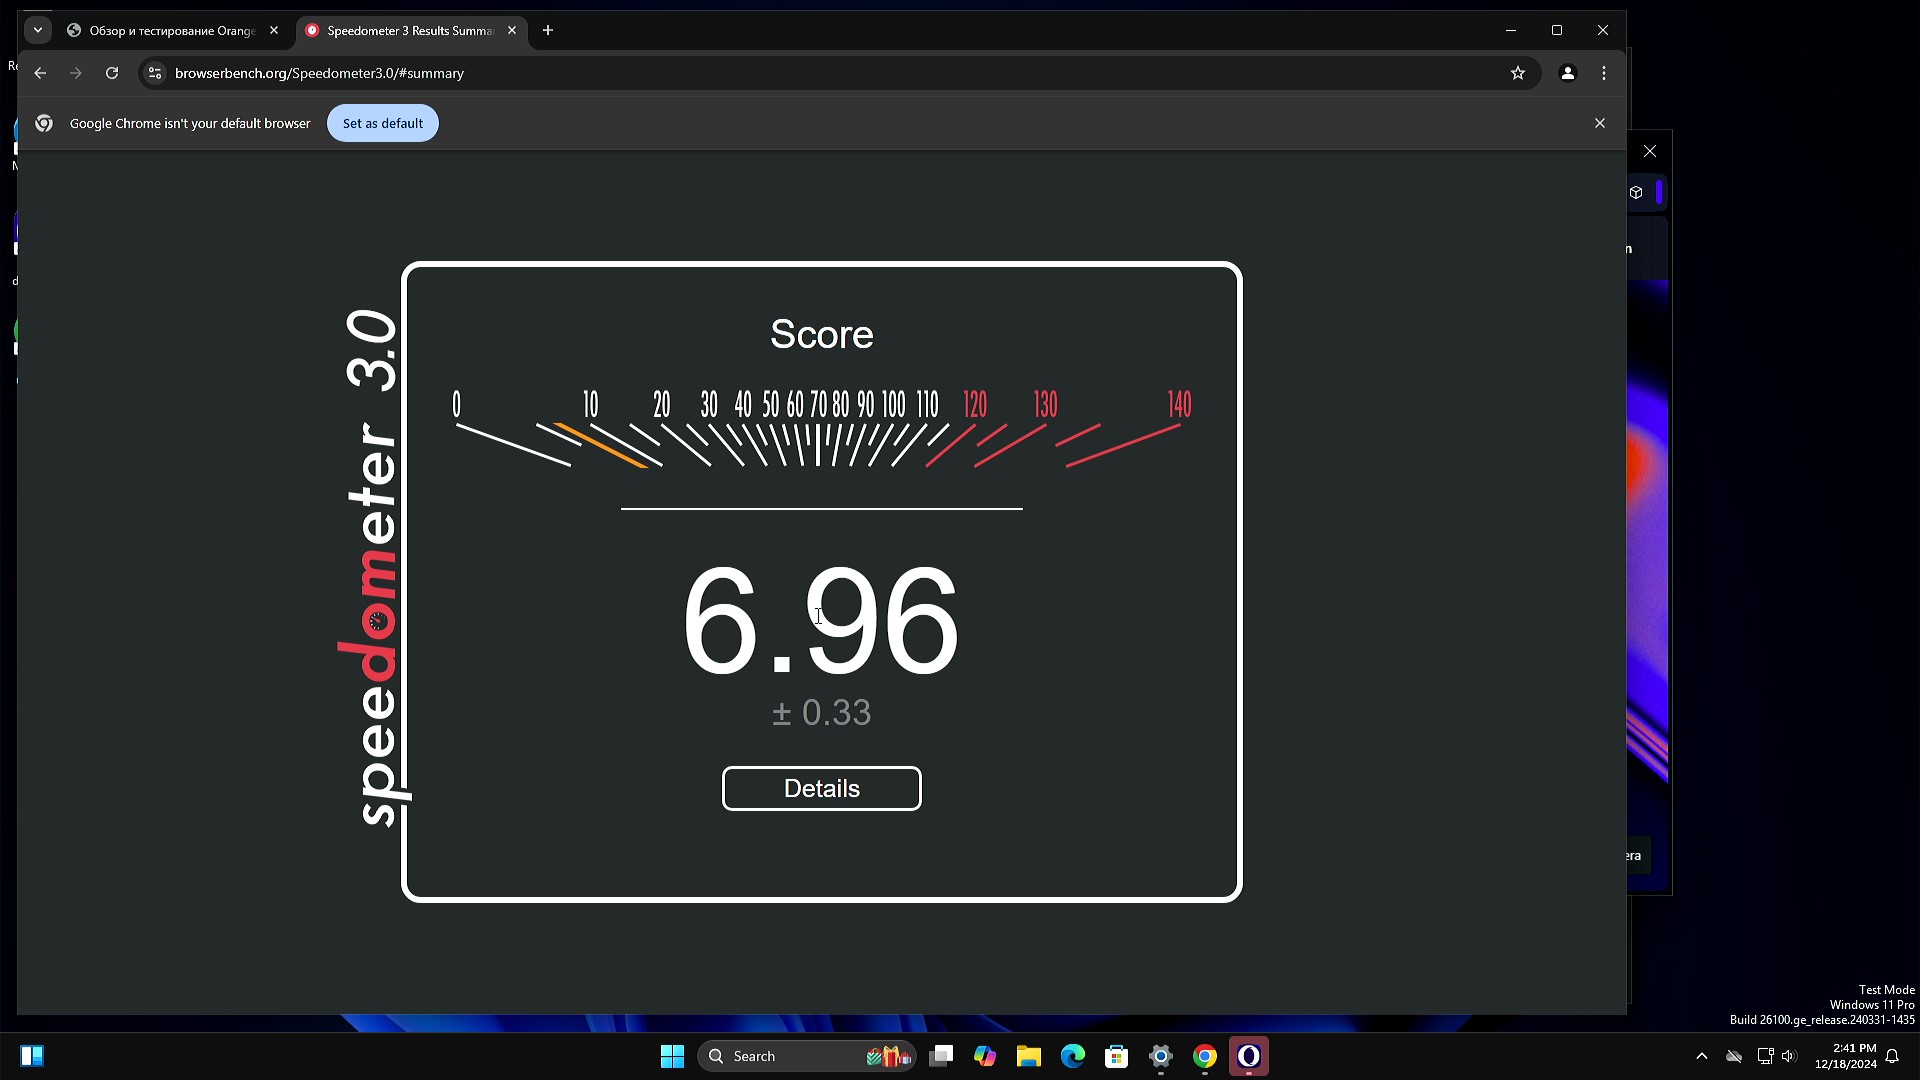 Обзор и тестирование Orange
Speedometer 3 Results Summa
browserbench.org/Speedometer3.0/#summary
Google Chrome isn't your default browser
Set as default
speedometer 3.0
Score
0 10 20 30 40 50 60 70 80 90 100 110 120 130 140
6.96
± 0.33
Details
era
Test Mode
Windows 11 Pro
Build 26100.ge_release.240331-1435
Search
2:41 PM
12/18/2024